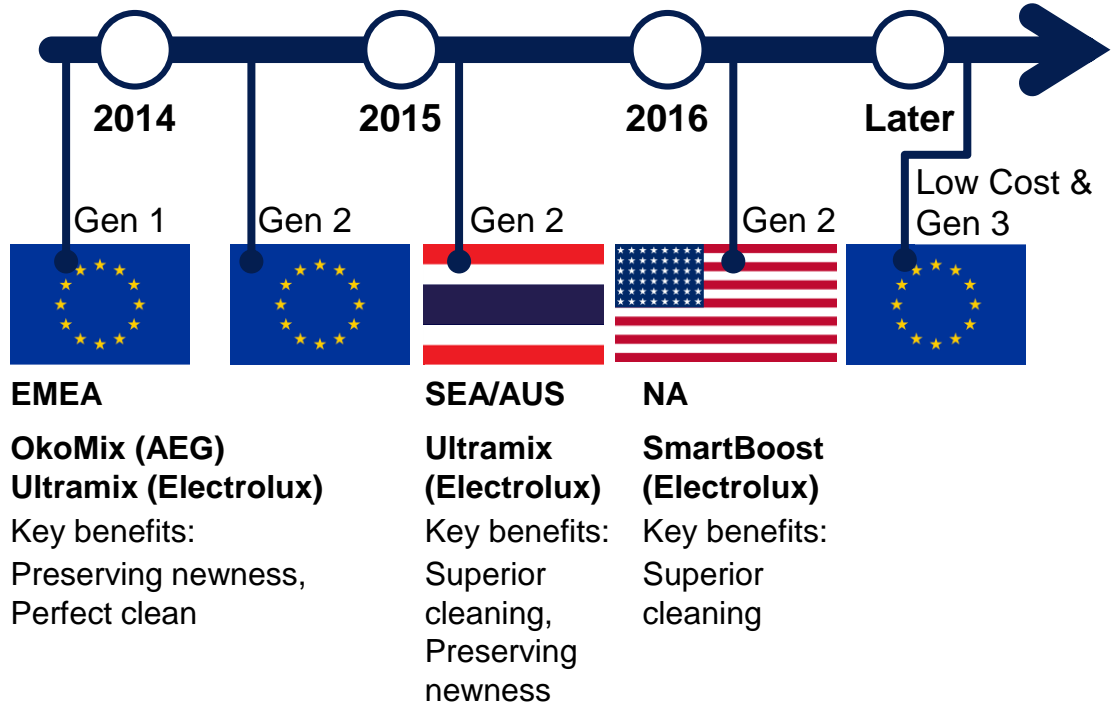 2014
2015
2016
Later
Gen 1
Gen 2
Gen 2
Gen 2
Low Cost &
Gen 3
EMEA
OkoMix (AEG)
Ultramix (Electrolux)
Key benefits:
Preserving newness,
Perfect clean
SEA/AUS
Ultramix
(Electrolux)
Key benefits:
Superior
cleaning,
Preserving
newness
NA
SmartBoost
(Electrolux)
Key benefits:
Superior
cleaning